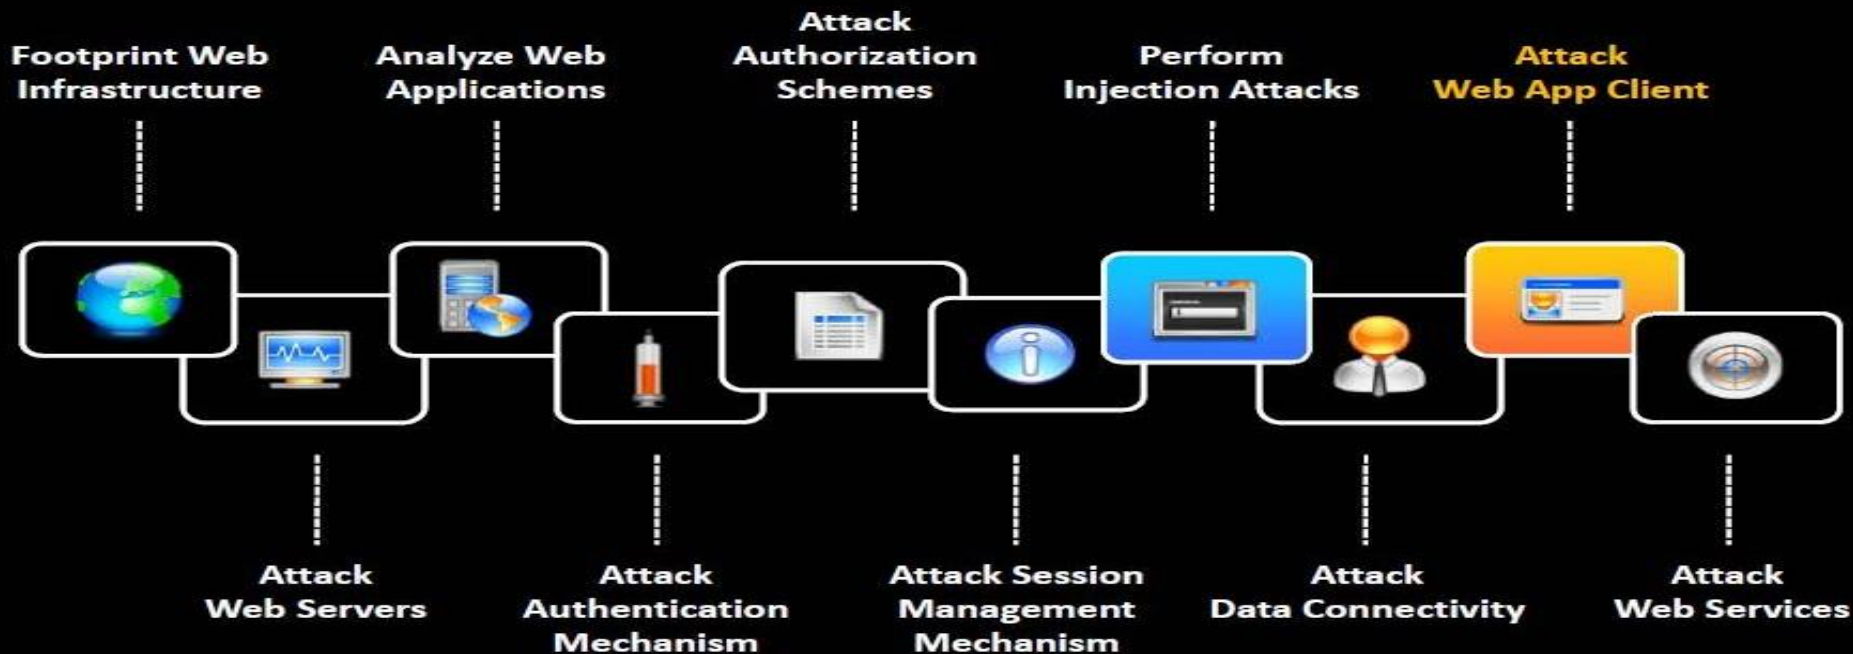 Footprint Web
Infrastructure
Analyze Web
Applications
Attack
Authorization
Schemes
Perform
Injection Attacks
Attack
Web App Client
Attack
Web Servers
Attack
Authentication
Mechanism
Attack Session
Management
Mechanism
Attack
Data Connectivity
Attack
Web Services